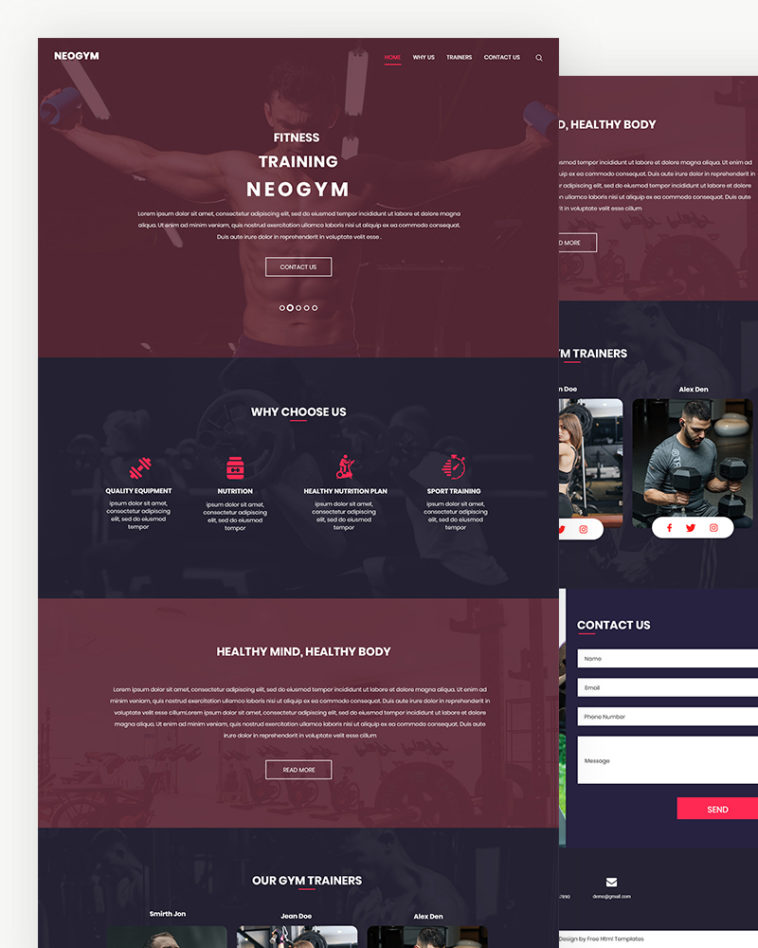 NEOGYM
HOME WHY US TRAINERS CONTACT US
FITNESS
TRAINING
NEOGYM
Lorem ipsum dolor sit amet, consectetur adipiscing elit, sed do eiusmod tempor incididunt ut labore et dolore magna
aliqua. Ut enim ad minim veniam, quis nostrud exercitation ullamco laboris nisi ut aliquip ex ea commodo consequat.
Duis aute irure dolor in reprehenderit in voluptate velit esse .
CONTACT US
WHY CHOOSE US
QUALITY EQUIPMENT
ipsum dolor sit amet,
consectetur adipiscing
elit, sed do eiusmod
tempor
NUTRITION
ipsum dolor sit amet,
consectetur adipiscing
elit, sed do eiusmod
tempor
HEALTHY NUTRITION PLAN
ipsum dolor sit amet,
consectetur adipiscing
elit, sed do eiusmod
tempor
SPORT TRAINING
ipsum dolor sit amet,
consectetur adipiscing
elit, sed do eiusmod
tempor
HEALTHY MIND, HEALTHY BODY
Lorem ipsum dolor sit amet, consectetur adipiscing elit, sed do eiusmod tempor incididunt ut labore et dolore magna aliqua. Ut enim ad
minim veniam, quis nostrud exercitation ullamco laboris nisi ut aliquip ex ea commodo consequat. Duis aute irure dolor in reprehenderit in
voluptate velit esse cillumLorem ipsum dolor sit amet, consectetur adipiscing elit, sed do eiusmod tempor incididunt ut labore et dolore
magna aliqua. Ut enim ad minim veniam, quis nostrud exercitation ullamco laboris nisi ut aliquip ex ea commodo consequat. Duis aute
irure dolor in reprehenderit in voluptate velit esse cillum
READ MORE
OUR GYM TRAINERS
Smirth Jon
Jean Doe
Alex Den
D, HEALTHY BODY
smod tempor incididunt ut labore et dolore magna aliqua. Ut enim ad
uip ex ea commodo consequat. Duis aute irure dolor in reprehenderit in
r adipiscing elit, sed do eiusmod tempor incididunt ut labore et dolore
n ullamco laboris nisi ut aliquip ex ea commodo consequat. Duis aute
it in voluptate velit esse cillum
D MORE
M TRAINERS
n Doe
Alex Den
CONTACT US
Name
Email
Phone Number
Message
SEND
7890
demo@gmail.com
Design by Free Html Templates